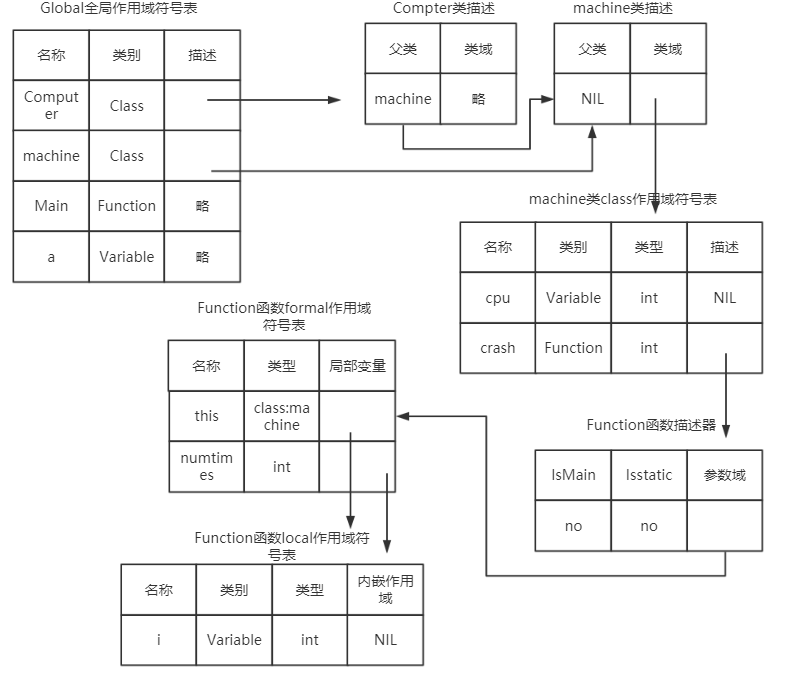 Global全局作用域符号表
名称 类别 描述
Comput
er
Class
machine Class
Main Function 略
a Variable 略
Compter类描述
父类 类域
machine 略
machine类描述
父类 类域
NIL
machine类class作用域符号表
名称 类别 类型 描述
cpu Variable int NIL
crash Function int
Function函数描述器
IsMain Isstatic 参数域
no no
Function函数formal作用域
符号表
名称 类型 局部变量
this
class:ma
chine
numtim
es
int
Function函数local作用域符
号表
名称 类别 类型
内嵌作用
域
i Variable int NIL